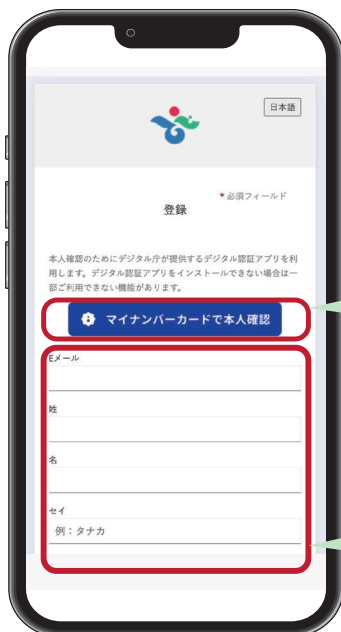 日本語
*必須フィールド
登録
本人確認のためにデジタル庁が提供するデジタル認証アプリを利
用します。デジタル認証アプリをインストールできない場合は一
部ご利用できない機能があります。
マイナンバーカードで本人確認
Eメール
姓
名
セイ
例：タナカ